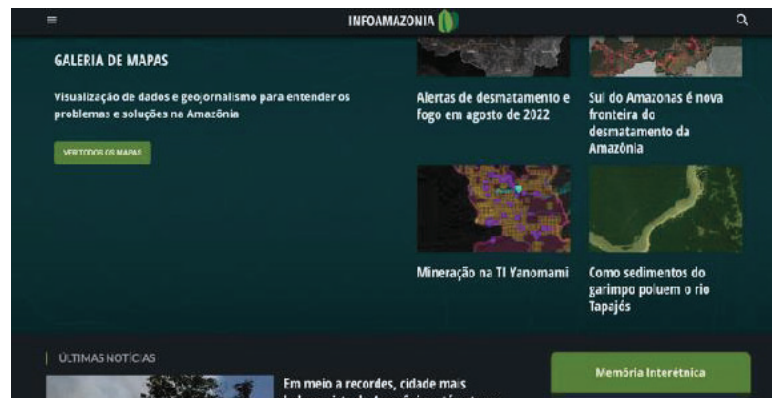 INFOAMAZONIA
GALERIA DE MAPAS
Visualização de dados e geojornalismo para entender os
problemas e soluções na Amazônia
VER TODOS OS MAPAS
Alertas de desmatamento e
fogo em agosto de 2022
Sul do Amazonas é nova
fronteira do
desmatamento da
Amazônia
Mineração na TI Yanomami
Como sedimentos do
garimpo poluem o rio
Tapajós
ÚLTIMAS NOTÍCIAS
Em meio a recordes, cidade mais
Memória Interétnica